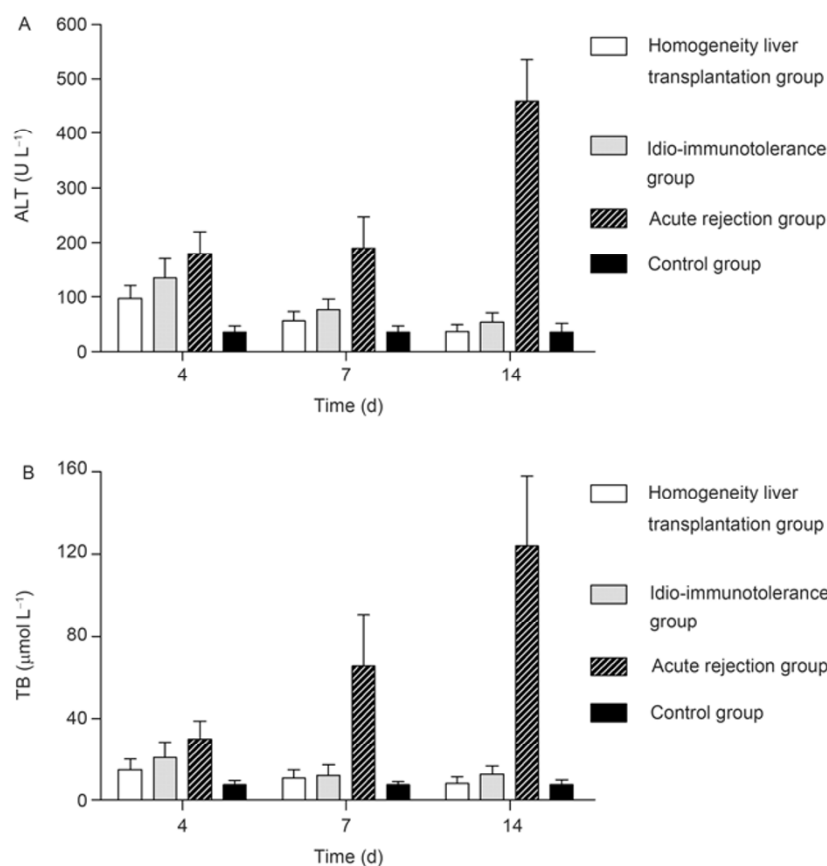 A
600
500
400
300
200
100
0
ALT (U L⁻¹)
4
7
14
Time (d)
Homogeneity liver
transplantation group
Idio-immunotolerance
group
Acute rejection group
Control group
B
160
120
80
40
0
TB (μmol L⁻¹)
4
7
14
Time (d)
Homogeneity liver
transplantation group
Idio-immunotolerance
group
Acute rejection group
Control group